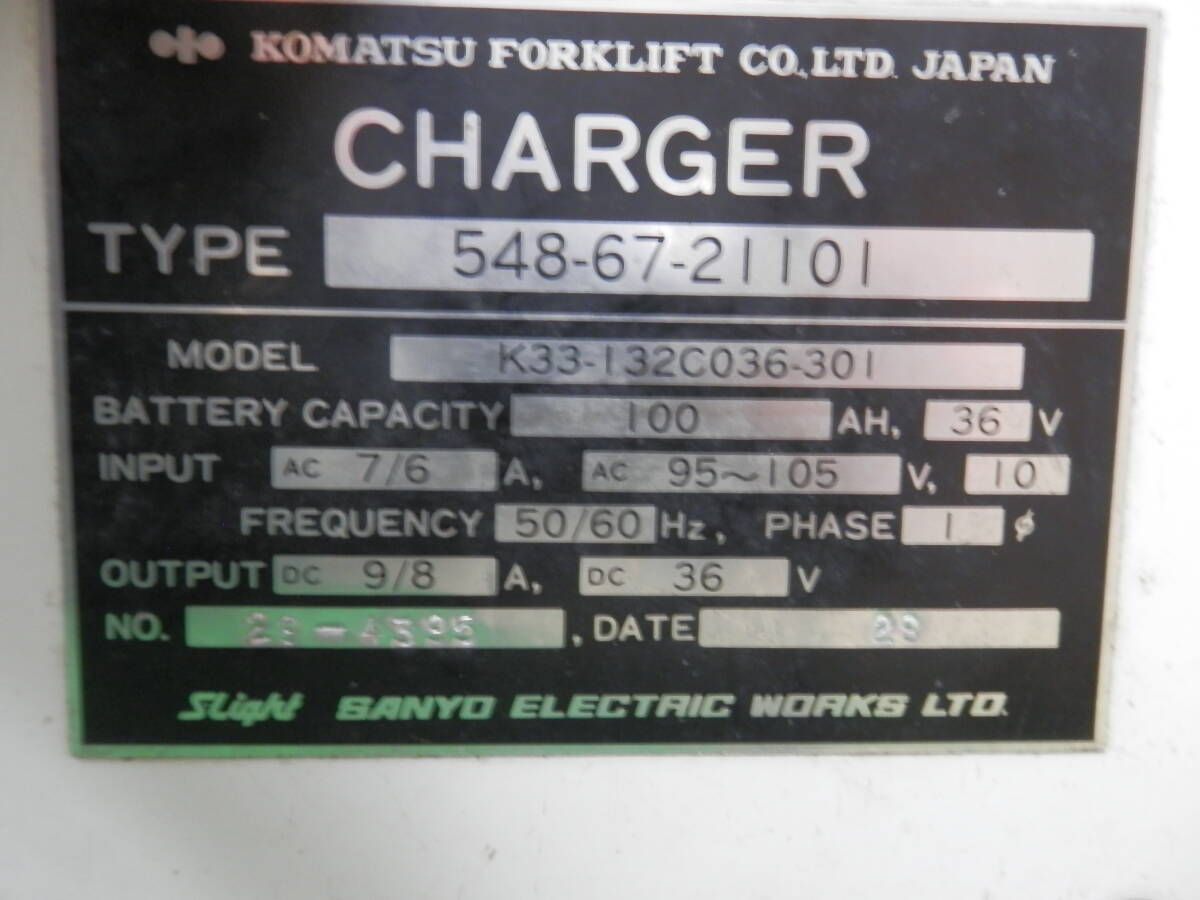 KOMATSU FORKLIFT CO.,LTD. JAPAN
CHARGER
TYPE 548-67-21101
MODEL K33-132C036-301
BATTERY CAPACITY 100 AH, 36 V
INPUT AC 7/6 A, AC 95~105 V, 10
FREQUENCY 50/60 Hz, PHASE 1 ø
OUTPUT DC 9/8 A, DC 36 V
NO. , DATE 29
SLight SANYO ELECTRIC WORKS LTD.